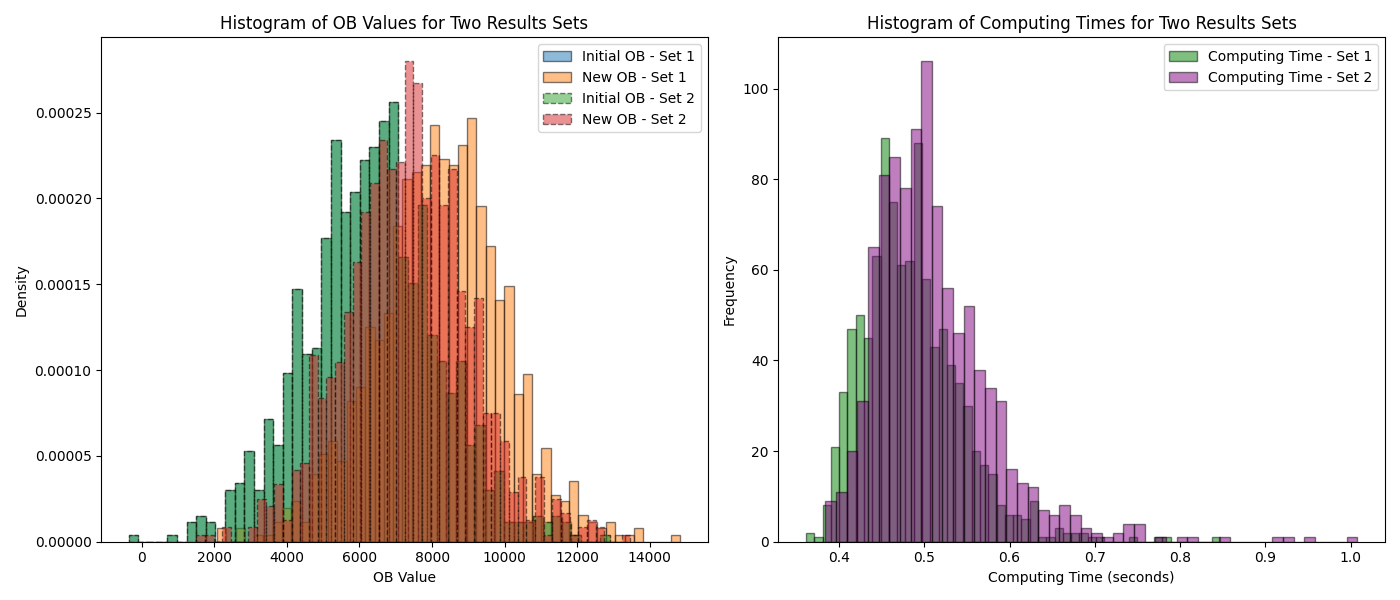 Histogram of OB Values for Two Results Sets
Initial OB - Set 1
New OB - Set 1
Initial OB - Set 2
New OB - Set 2
0.00025
0.00020
0.00015
0.00010
0.00005
0.00000
Density
0
2000
4000
6000
8000
10000
12000
14000
OB Value
Histogram of Computing Times for Two Results Sets
Computing Time - Set 1
Computing Time - Set 2
100
80
60
40
20
0
Frequency
0.4
0.5
0.6
0.7
0.8
0.9
1.0
Computing Time (seconds)